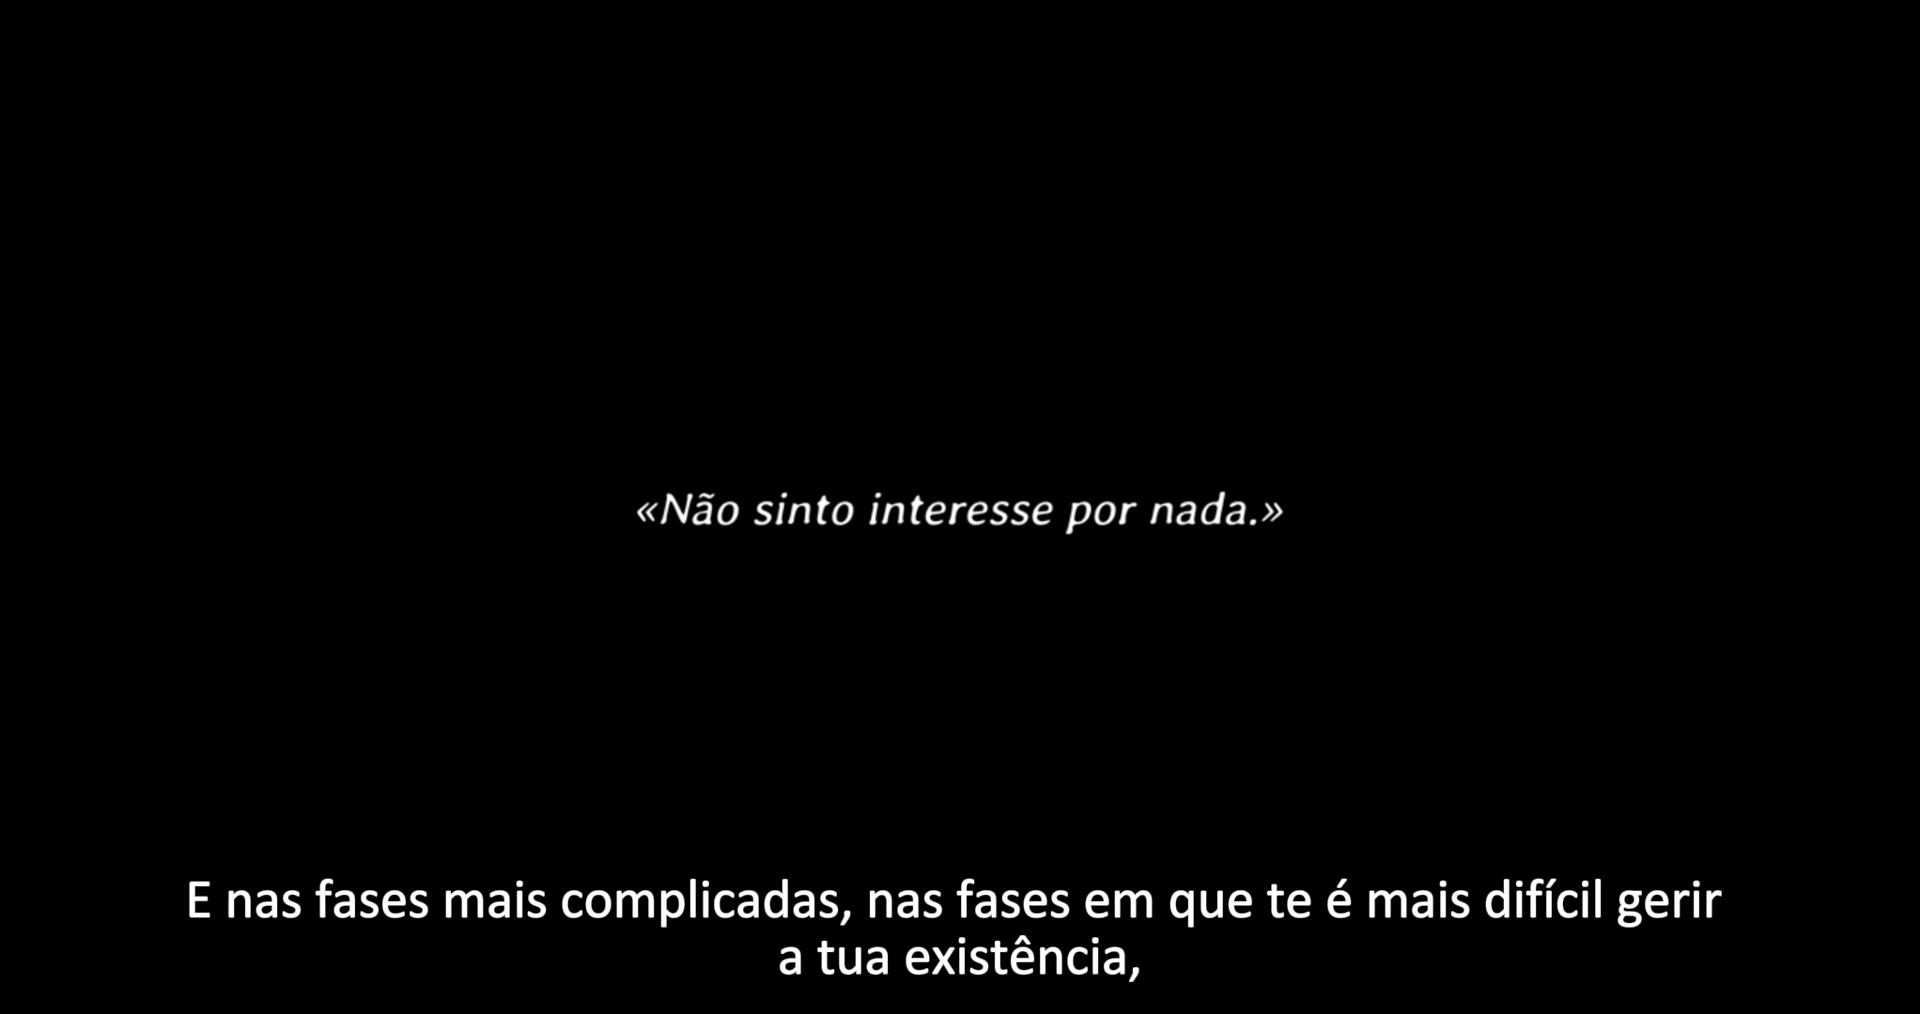 «Não sinto interesse por nada.»
E nas fases mais complicadas, nas fases em que te é mais difícil gerir
a tua existência,